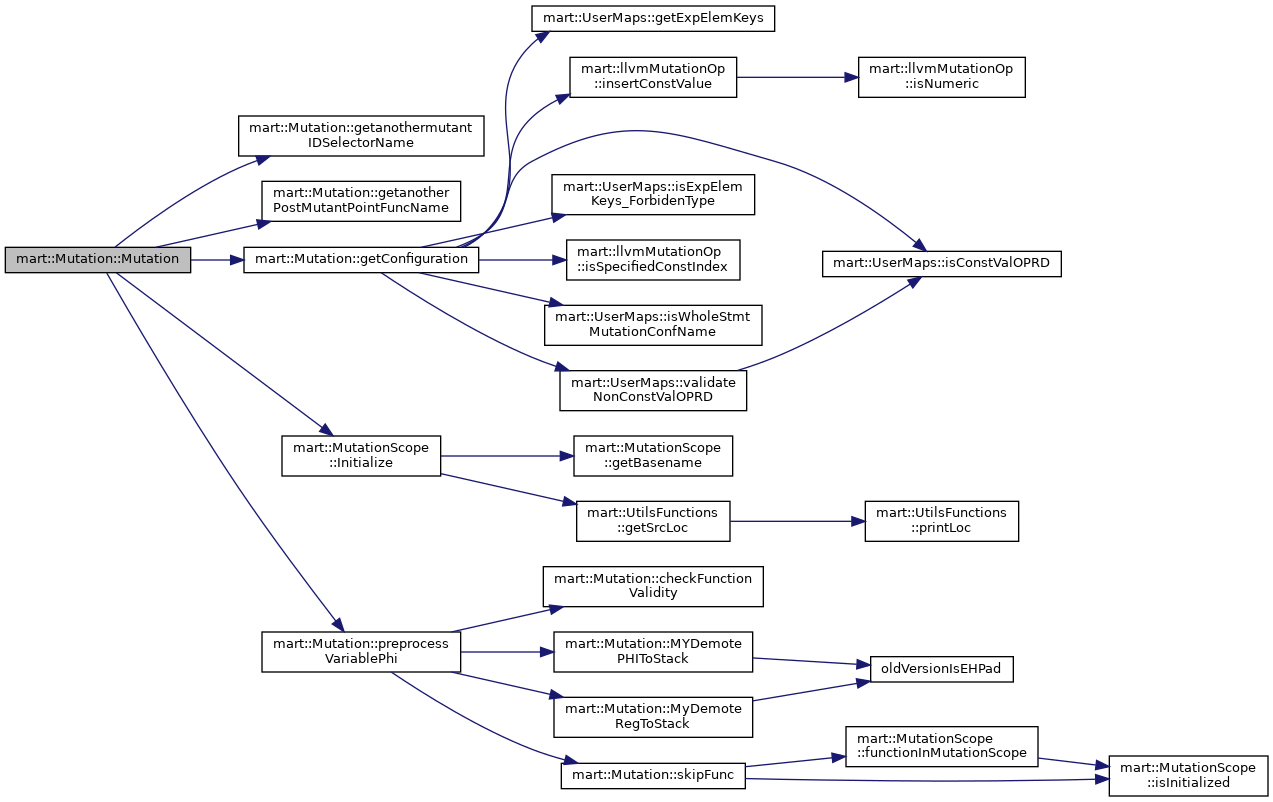 mart::UserMaps::getExpElemKeys
mart::llvmMutationOp
::insertConstValue
mart::llvmMutationOp
::isNumeric
mart::Mutation::getanothermutant
IDSelectorName
mart::Mutation::getanother
PostMutantPointFuncName
mart::UserMaps::isExpElem
Keys_ForbidenType
mart::Mutation::Mutation
mart::Mutation::getConfiguration
mart::llvmMutationOp
::isSpecifiedConstIndex
mart::UserMaps::isConstValOPRD
mart::UserMaps::isWholeStmt
MutationConfName
mart::UserMaps::validate
NonConstValOPRD
mart::MutationScope
::Initialize
mart::MutationScope
::getBasename
mart::UtilsFunctions
::getSrcLoc
mart::UtilsFunctions
::printLoc
mart::Mutation::checkFunction
Validity
mart::Mutation::preprocess
VariablePhi
mart::Mutation::MYDemote
PHIToStack
oldVersionIsEHPad
mart::Mutation::MyDemote
RegToStack
mart::Mutation::skipFunc
mart::MutationScope
::functionInMutationScope
mart::MutationScope
::isInitialized